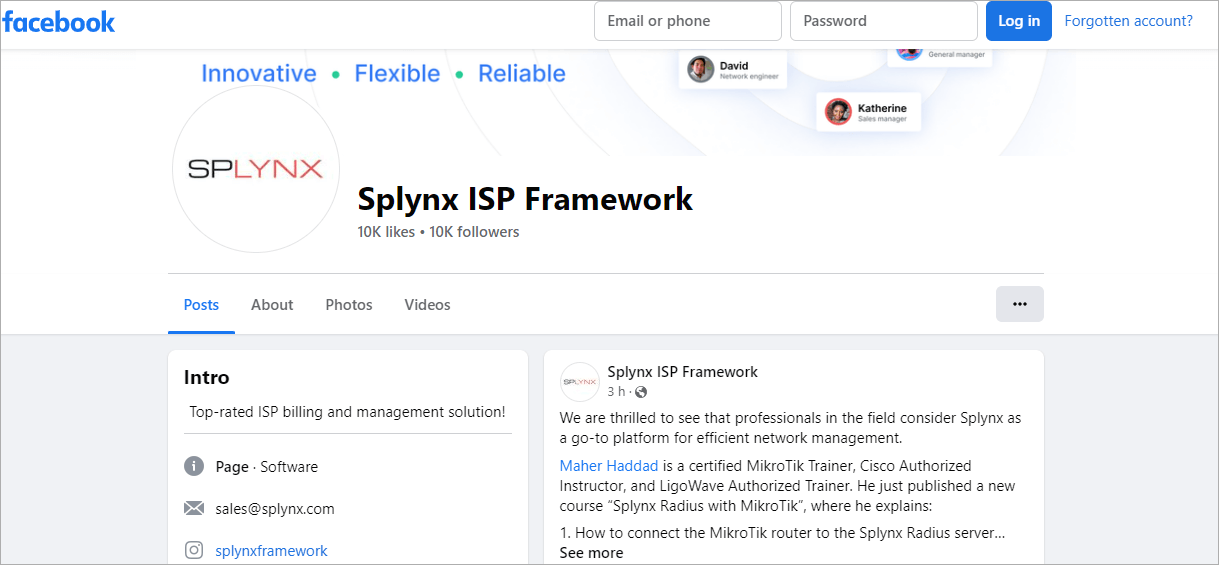 facebook
Email or phone
Password
Log in
Forgotten account?
Innovative • Flexible • Reliable
General manager
David
Network engineer
Katherine
Sales manager
SPLYNX
Splynx ISP Framework
10K likes • 10K followers
Posts
About
Photos
Videos
Intro
Top-rated ISP billing and management solution!
Page · Software
sales@splynx.com
splynxframework
SPLYNX
Splynx ISP Framework
3 h ·
We are thrilled to see that professionals in the field consider Splynx as
a go-to platform for efficient network management.
Maher Haddad is a certified MikroTik Trainer, Cisco Authorized
Instructor, and LigoWave Authorized Trainer. He just published a new
course “Splynx Radius with MikroTik”, where he explains:
1. How to connect the MikroTik router to the Splynx Radius server...
See more